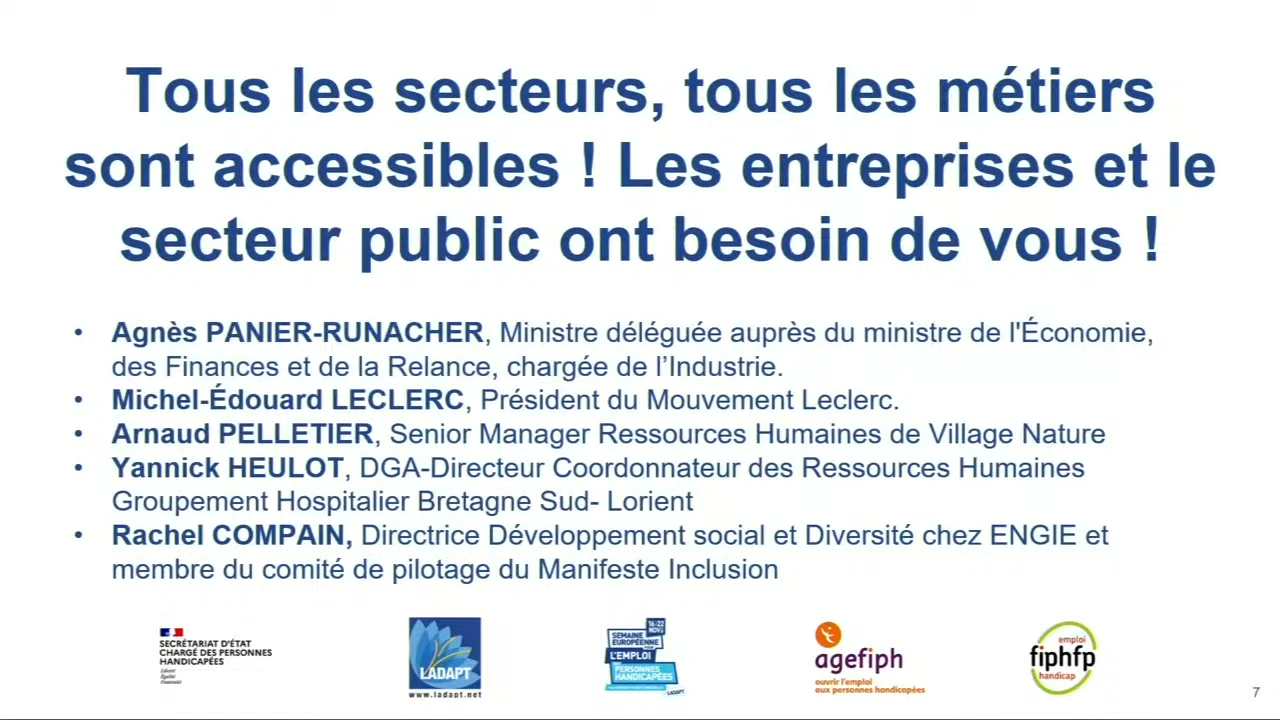 Tous les secteurs, tous les métiers
sont accessibles ! Les entreprises et le
secteur public ont besoin de vous !
• Agnès PANIER-RUNACHER, Ministre déléguée auprès du ministre de l'Économie,
des Finances et de la Relance, chargée de l’Industrie.
• Michel-Édouard LECLERC, Président du Mouvement Leclerc.
• Arnaud PELLETIER, Senior Manager Ressources Humaines de Village Nature
• Yannick HEULOT, DGA-Directeur Coordonnateur des Ressources Humaines
Groupement Hospitalier Bretagne Sud- Lorient
• Rachel COMPAIN, Directrice Développement social et Diversité chez ENGIE et
membre du comité de pilotage du Manifeste Inclusion
SECRÉTARIAT D'ÉTAT
CHARGÉ DES PERSONNES
HANDICAPÉES
Liberté
Égalité
Fraternité
LADAPT
www.ladapt.net
16-22
NOV.
SEMAINE
EUROPÉENNE
POUR
L'EMPLOI
DES
PERSONNES
HANDICAPÉES
LADAPT
agefiph
ouvrir l'emploi
aux personnes handicapées
emploi
fiphfp
handicap
7